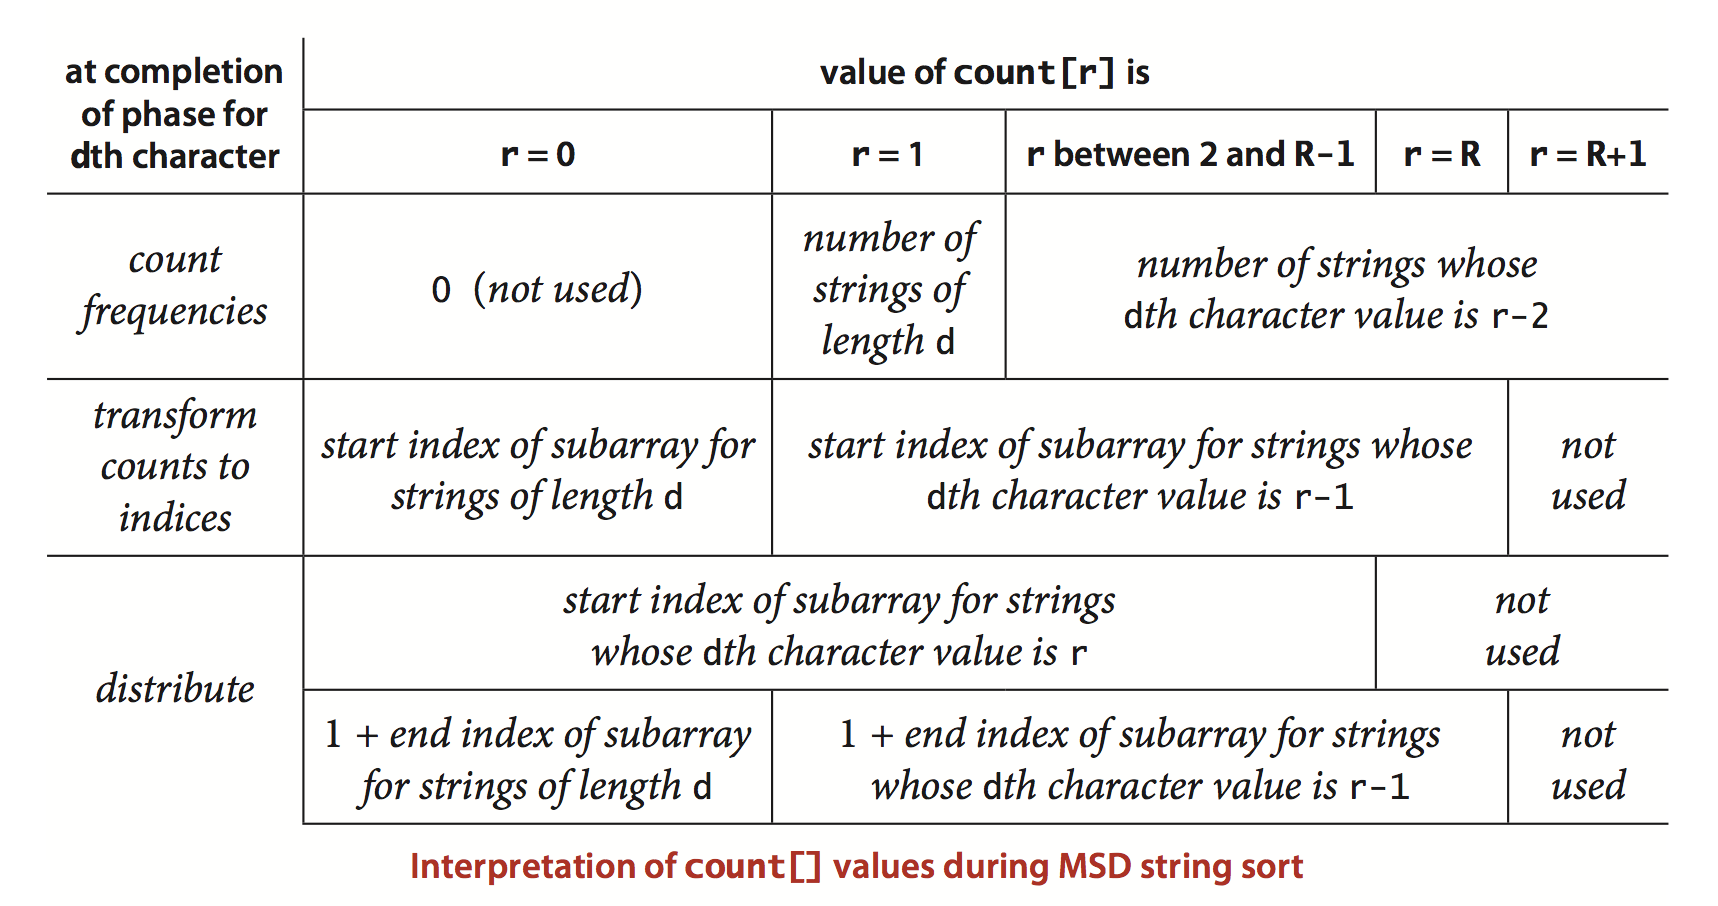 at completion
of phase for
dth character
value of count[r] is
r = 0
r = 1
r between 2 and R-1
r = R
r = R+1
count
frequencies
0 (not used)
number of
strings of
length d
number of strings whose
dth character value is r-2
transform
counts to
indices
start index of subarray for
strings of length d
start index of subarray for strings whose
dth character value is r-1
not
used
distribute
start index of subarray for strings
whose dth character value is r
not
used
1 + end index of subarray
for strings of length d
1 + end index of subarray for strings
whose dth character value is r-1
not
used
Interpretation of count[] values during MSD string sort